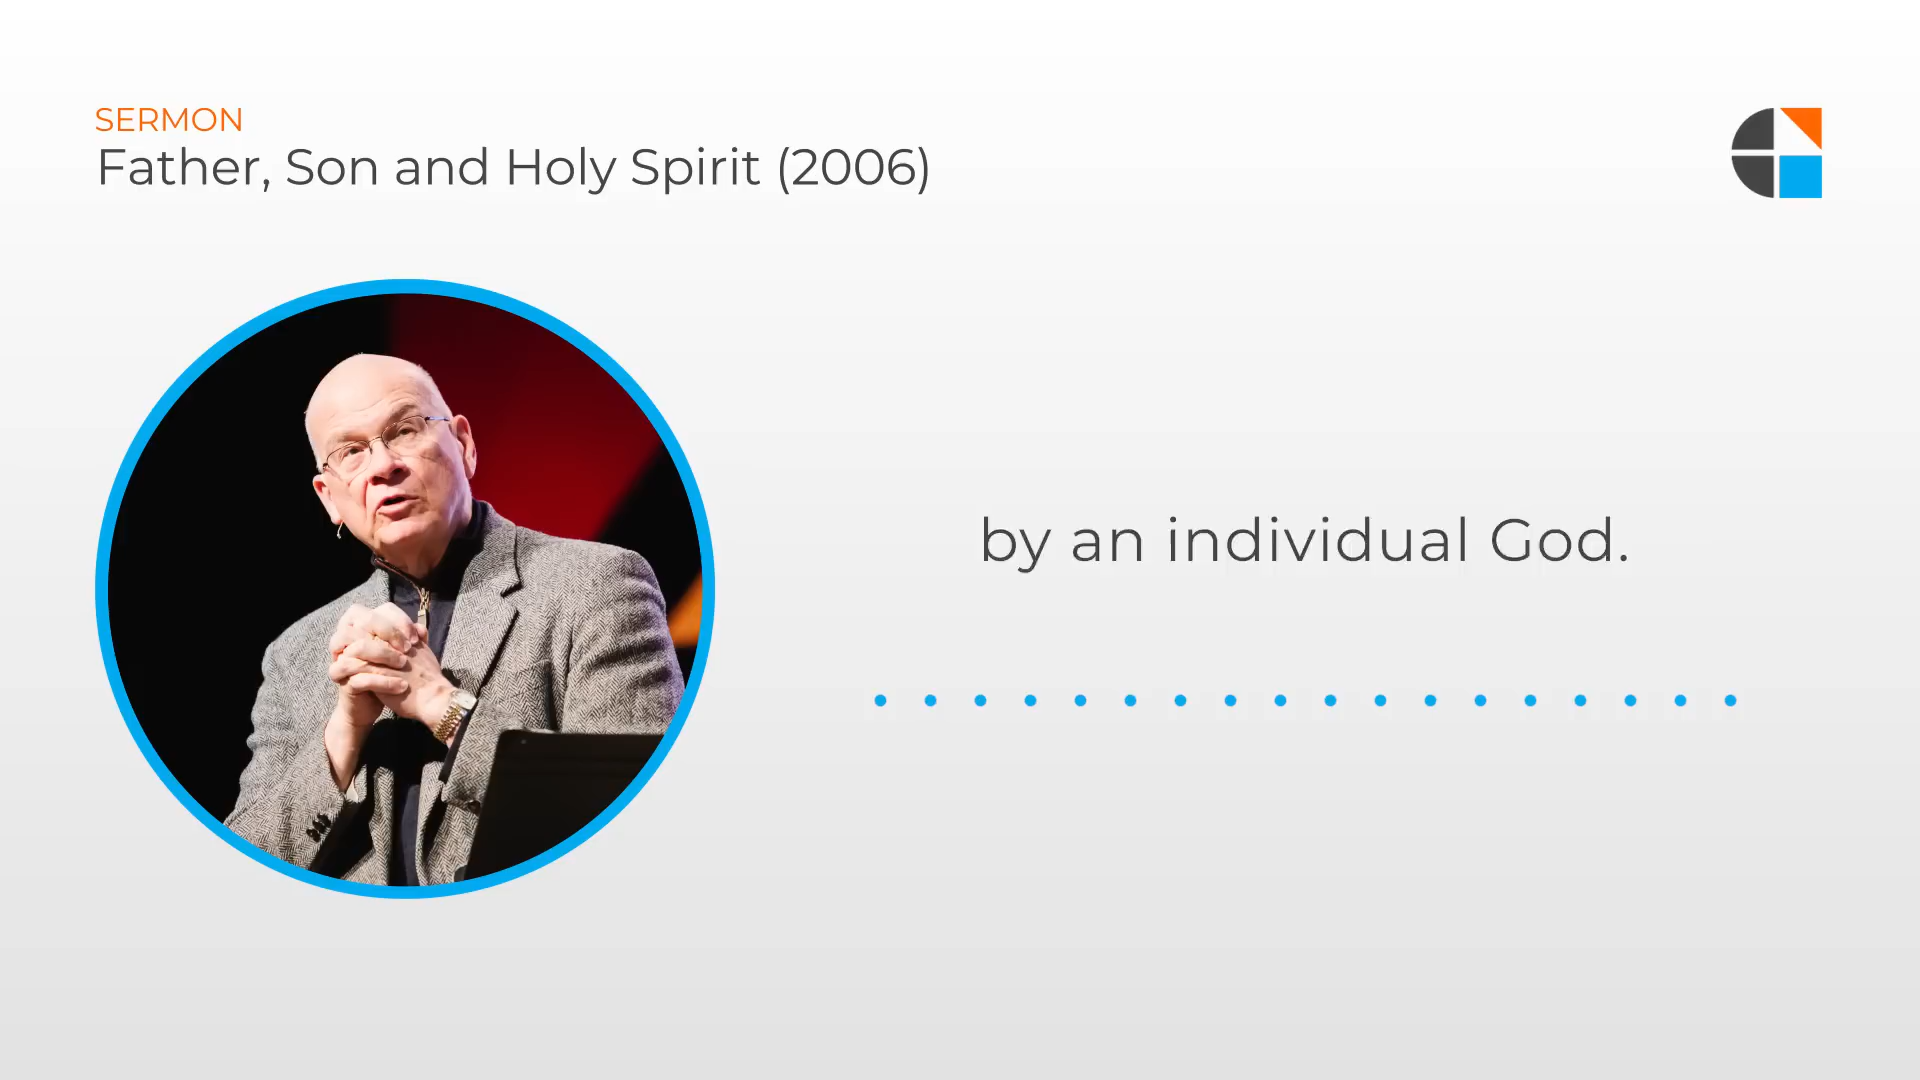 SERMON
Father, Son and Holy Spirit (2006)
by an individual God.